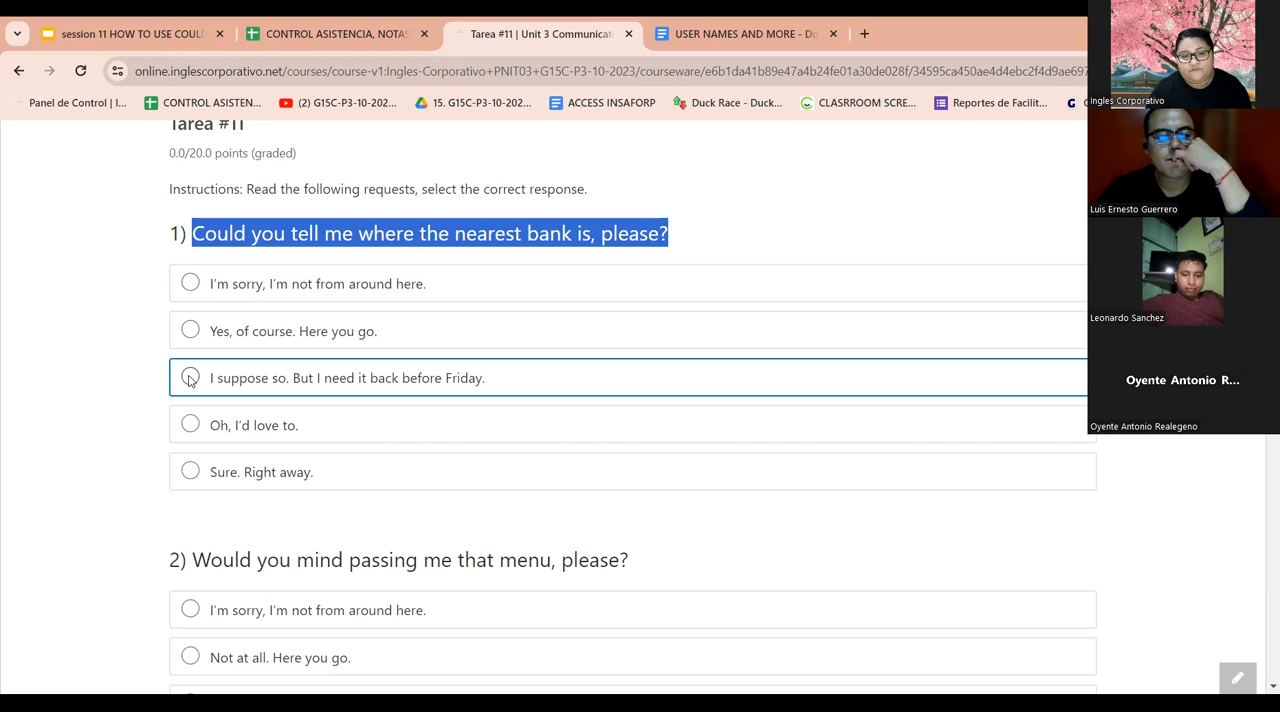 session 11 HOW TO USE COUL
CONTROL ASISTENCIA, NOTAS
Tarea #11 | Unit 3 Communicat
USER NAMES AND MORE - Do
online.inglescorporativo.net/courses/course-v1:Ingles-Corporativo+PNIT03+G15C-P3-10-2023/courseware/e6b1da41b89e47a4b24fe01a30de028f/34595ca450ae4d4ebc2f4d9ae697
Panel de Control | I...
CONTROL ASISTEN...
(2) G15C-P3-10-202...
15. G15C-P3-10-202...
ACCESS INSAFORP
Duck Race - Duck...
CLASRROOM SCRE...
Reportes de Facilit...
Ingles Corporativo
Luis Ernesto Guerrero
Leonardo Sanchez
Oyente Antonio R...
Oyente Antonio Realegeno
Tarea #11
0.0/20.0 points (graded)
Instructions: Read the following requests, select the correct response.
1) Could you tell me where the nearest bank is, please?
I'm sorry, I'm not from around here.
Yes, of course. Here you go.
I suppose so. But I need it back before Friday.
Oh, I'd love to.
Sure. Right away.
2) Would you mind passing me that menu, please?
I'm sorry, I'm not from around here.
Not at all. Here you go.